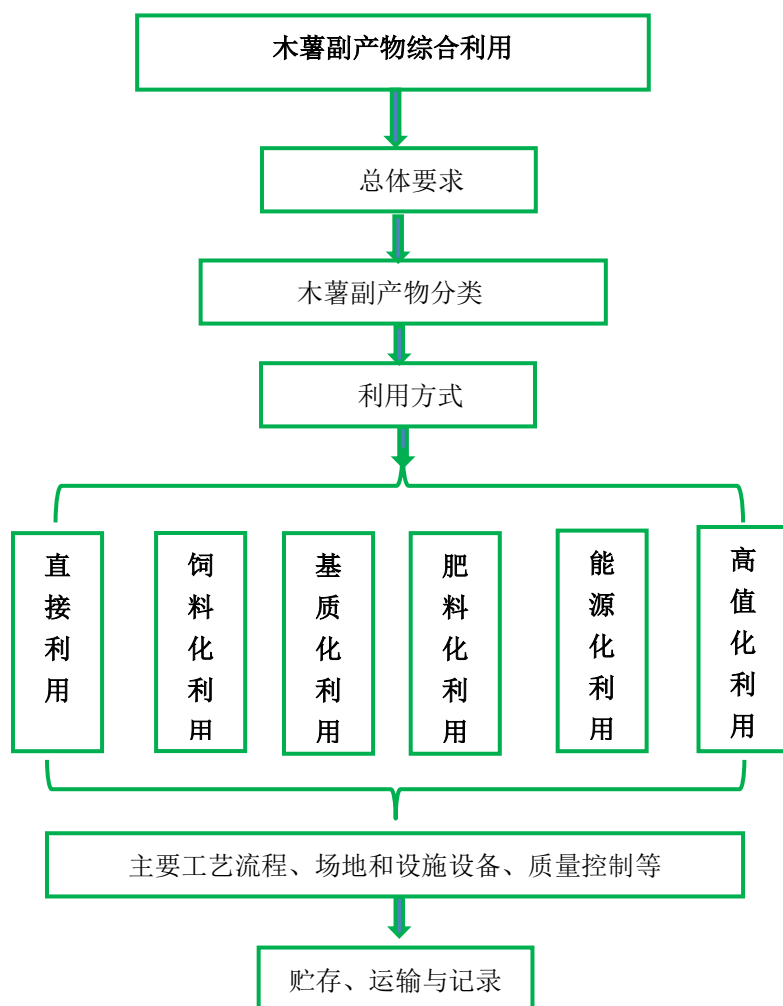 木薯副产物综合利用
总体要求
木薯副产物分类
利用方式
直接利用
饲料化利用
基质化利用
肥料化利用
能源化利用
高值化利用
主要工艺流程、场地和设施设备、质量控制等
贮存、运输与记录